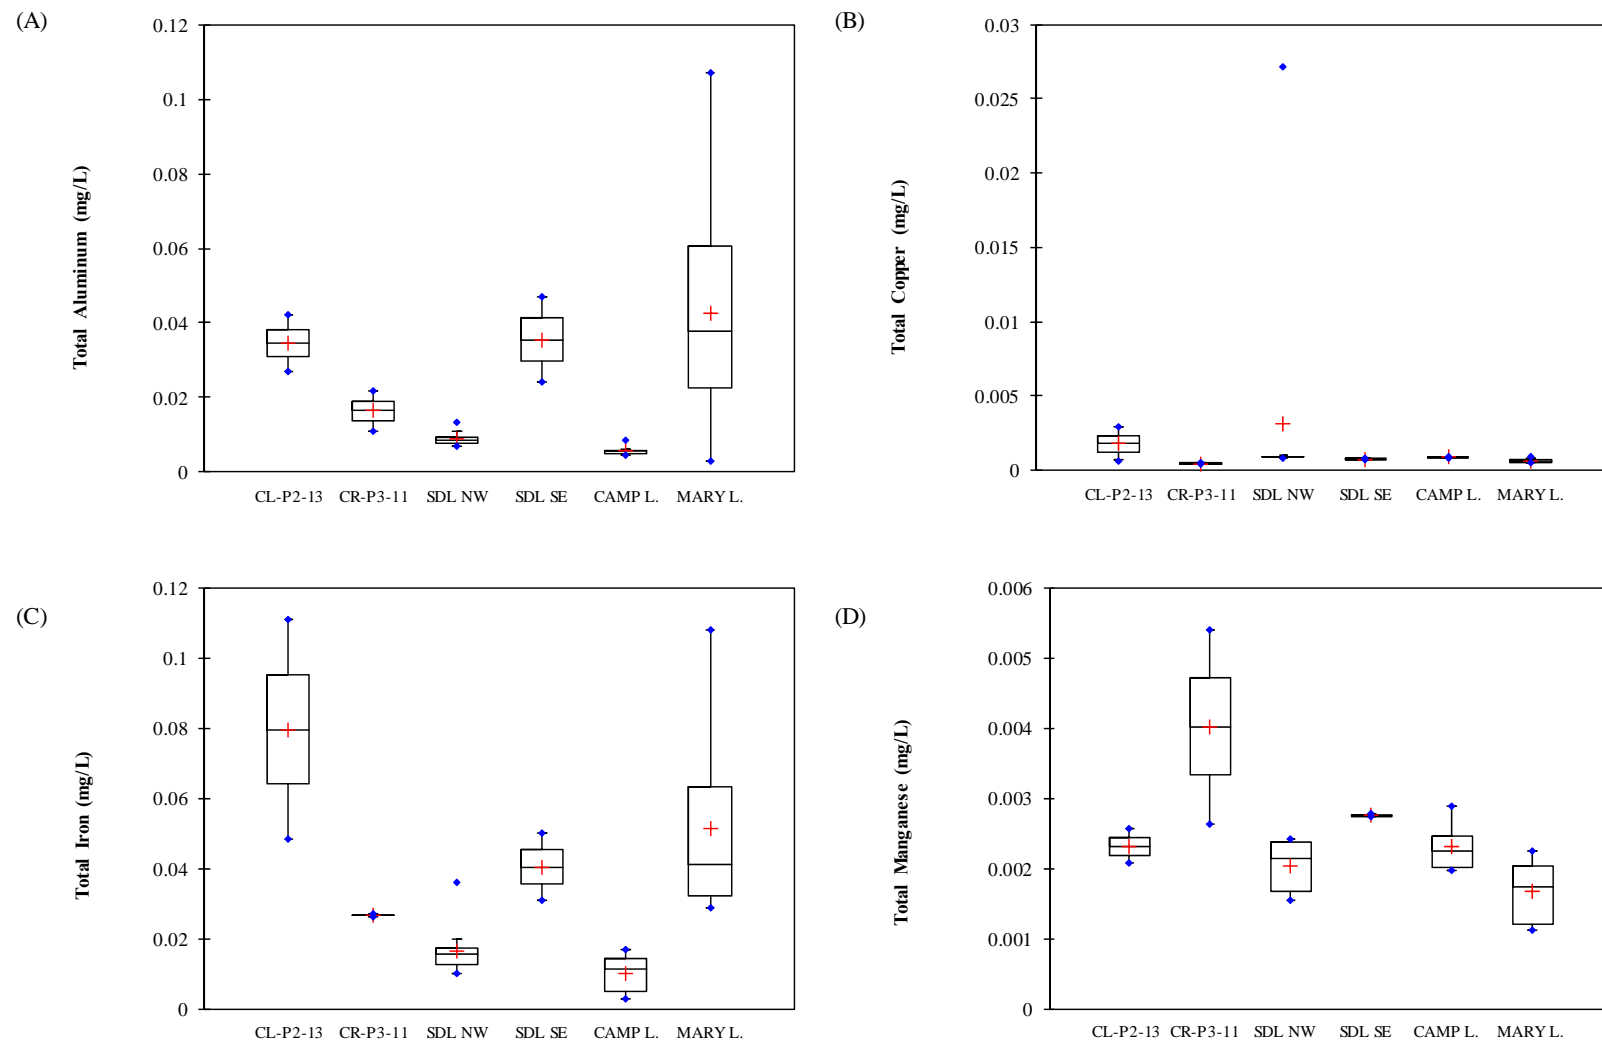 (A)
Total Aluminum (mg/L)
0.12
0.1
0.08
0.06
0.04
0.02
0
CL-P2-13 CR-P3-11 SDL NW SDL SE CAMP L. MARY L.
(B)
Total Copper (mg/L)
0.03
0.025
0.02
0.015
0.01
0.005
0
CL-P2-13 CR-P3-11 SDL NW SDL SE CAMP L. MARY L.
(C)
Total Iron (mg/L)
0.12
0.1
0.08
0.06
0.04
0.02
0
CL-P2-13 CR-P3-11 SDL NW SDL SE CAMP L. MARY L.
(D)
Total Manganese (mg/L)
0.006
0.005
0.004
0.003
0.002
0.001
0
CL-P2-13 CR-P3-11 SDL NW SDL SE CAMP L. MARY L.